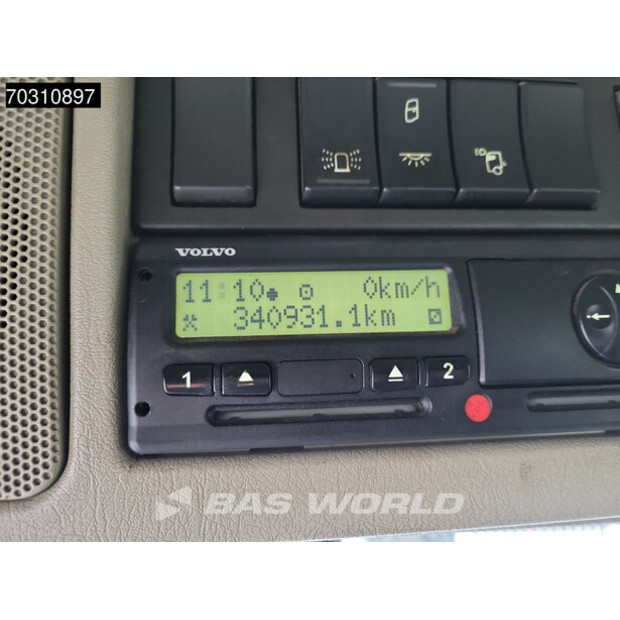 70310897
VOLVO
11:10 0km/h
340931.1km
1 2
BAS WORLD